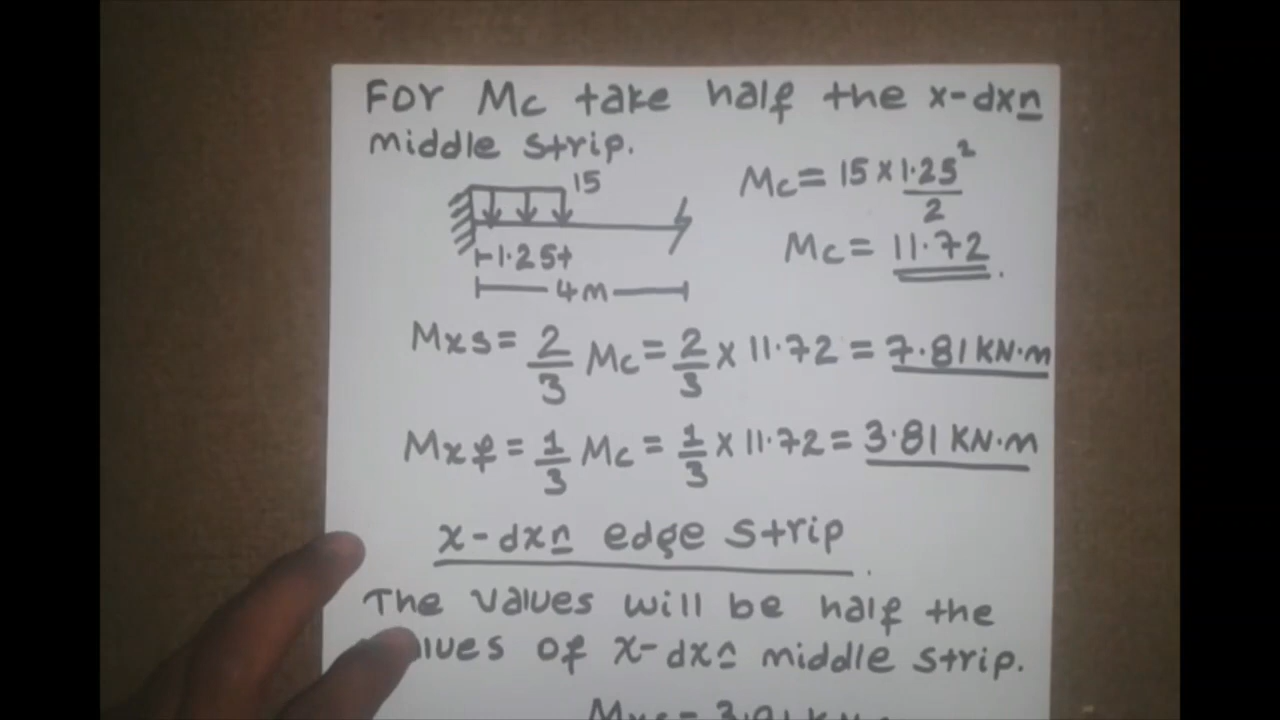 For Mc take half the x-dxn
middle strip.
15
1.25
4m
Mc = 15 x 1.25²/2
Mc = 11.72
Mxs = 2/3 Mc = 2/3 x 11.72 = 7.81 KN.m
Mxf = 1/3 Mc = 1/3 x 11.72 = 3.81 KN.m
x-dxn edge strip
The values will be half the
values of x-dxn middle strip.